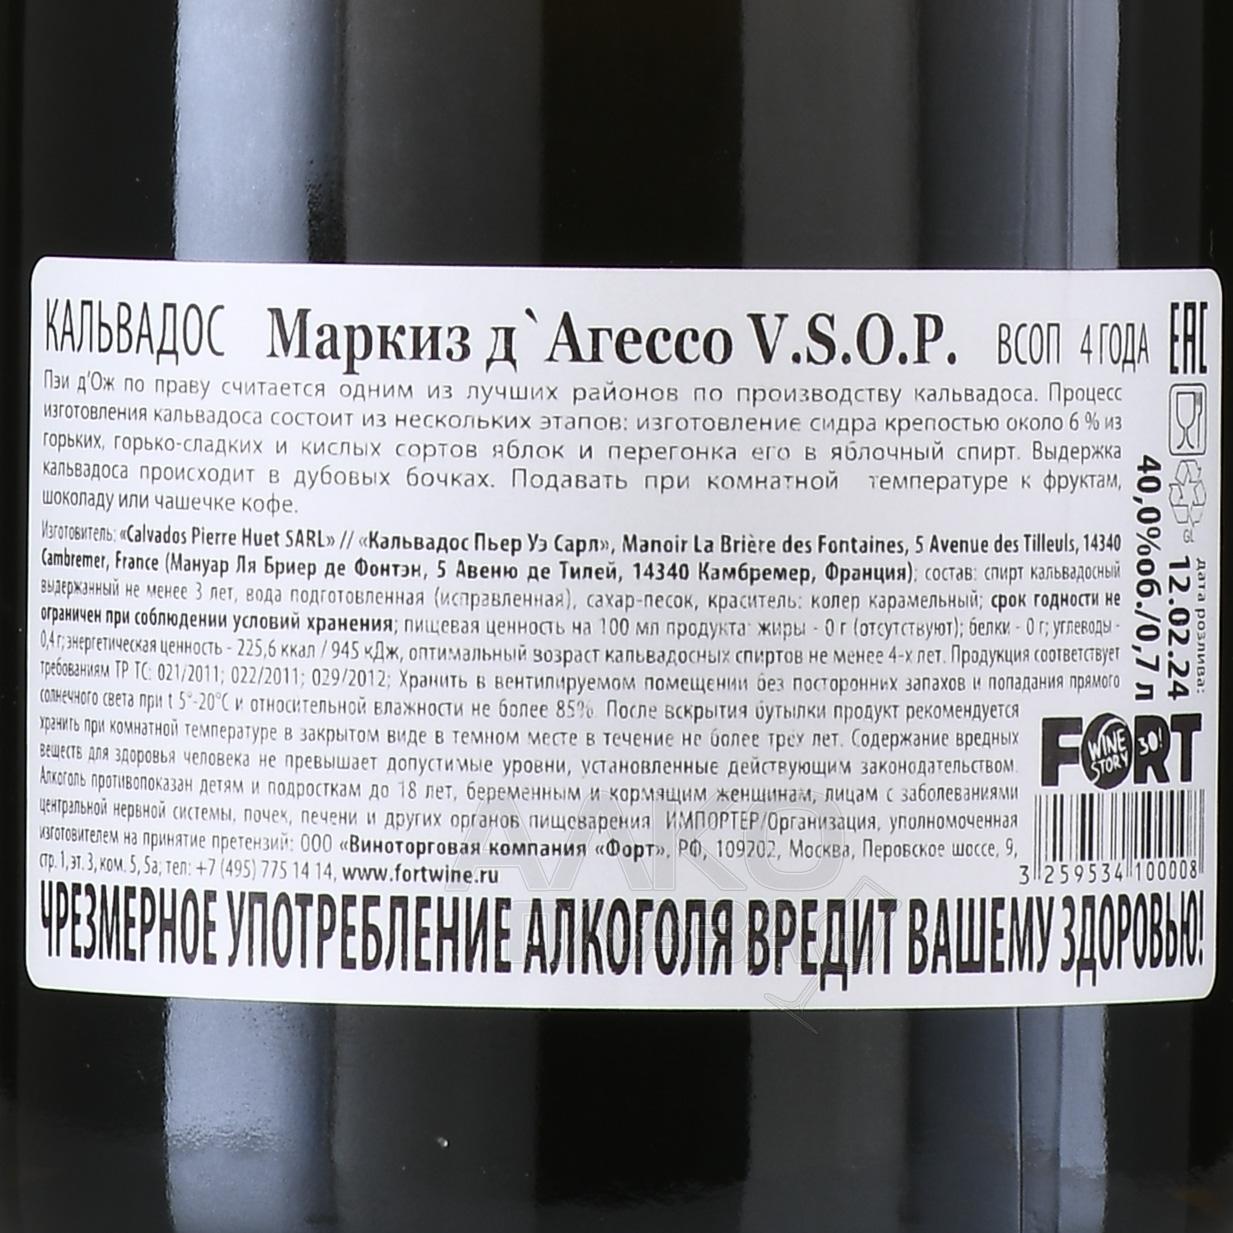 КАЛЬВАДОС Маркиз д`Агессо V.S.O.P. ВСОП 4 ГОДА
Пэи д’Ож по праву считается одним из лучших районов по производству кальвадоса. Процесс
изготовления кальвадоса состоит из нескольких этапов: изготовление сидра крепостью около 6 % из
горьких, горько-сладких и кислых сортов яблок и перегонка его в яблочный спирт. Выдержка
кальвадоса происходит в дубовых бочках. Подавать при комнатной температуре к фруктам,
шоколаду или чашечке кофе.
Изготовитель: «Calvados Pierre Huet SARL» // «Кальвадос Пьер Уэ Сарл», Manoir La Brière des Fontaines, 5 Avenue des Tilleuls, 14340
Cambremer, France (Мануар Ля Бриер де Фонтэн, 5 Авеню де Тилей, 14340 Камбремер, Франция); состав: спирт кальвадосный
выдержанный не менее 3 лет, вода подготовленная (исправленная), сахар-песок, краситель: колер карамельный; срок годности не
ограничен при соблюдении условий хранения; пищевая ценность на 100 мл продукта: жиры - 0 г (отсутствуют); белки - 0 г; углеводы -
0,4 г; энергетическая ценность - 225,6 ккал / 945 кДж, оптимальный возраст кальвадосных спиртов не менее 4-х лет. Продукция соответствует
требованиям ТР ТС: 021/2011; 022/2011; 029/2012; Хранить в вентилируемом помещении без посторонних запахов и попадания прямого
солнечного света при t 5°-20°С и относительной влажности не более 85%. После вскрытия бутылки продукт рекомендуется
хранить при комнатной температуре в закрытом виде в темном месте в течение не более трех лет. Содержание вредных
веществ для здоровья человека не превышает допустимые уровни, установленные действующим законодательством.
Алкоголь противопоказан детям и подросткам до 18 лет, беременным и кормящим женщинам, лицам с заболеваниями
центральной нервной системы, почек, печени и других органов пищеварения. ИМПОРТЕР/Организация, уполномоченная
изготовителем на принятие претензий: ООО «Виноторговая компания «Форт», РФ, 109202, Москва, Перовское шоссе, 9,
стр. 1, эт. 3, ком. 5, 5а; тел: +7 (495) 775 14 14, www.fortwine.ru
ЧРЕЗМЕРНОЕ УПОТРЕБЛЕНИЕ АЛКОГОЛЯ ВРЕДИТ ВАШЕМУ ЗДОРОВЬЮ!
EAC
GL
40,0%об./0,7 л
дата розлива:
12.02.24
FORT
WINE STORY
30!
3 259534 100008
АЛКО